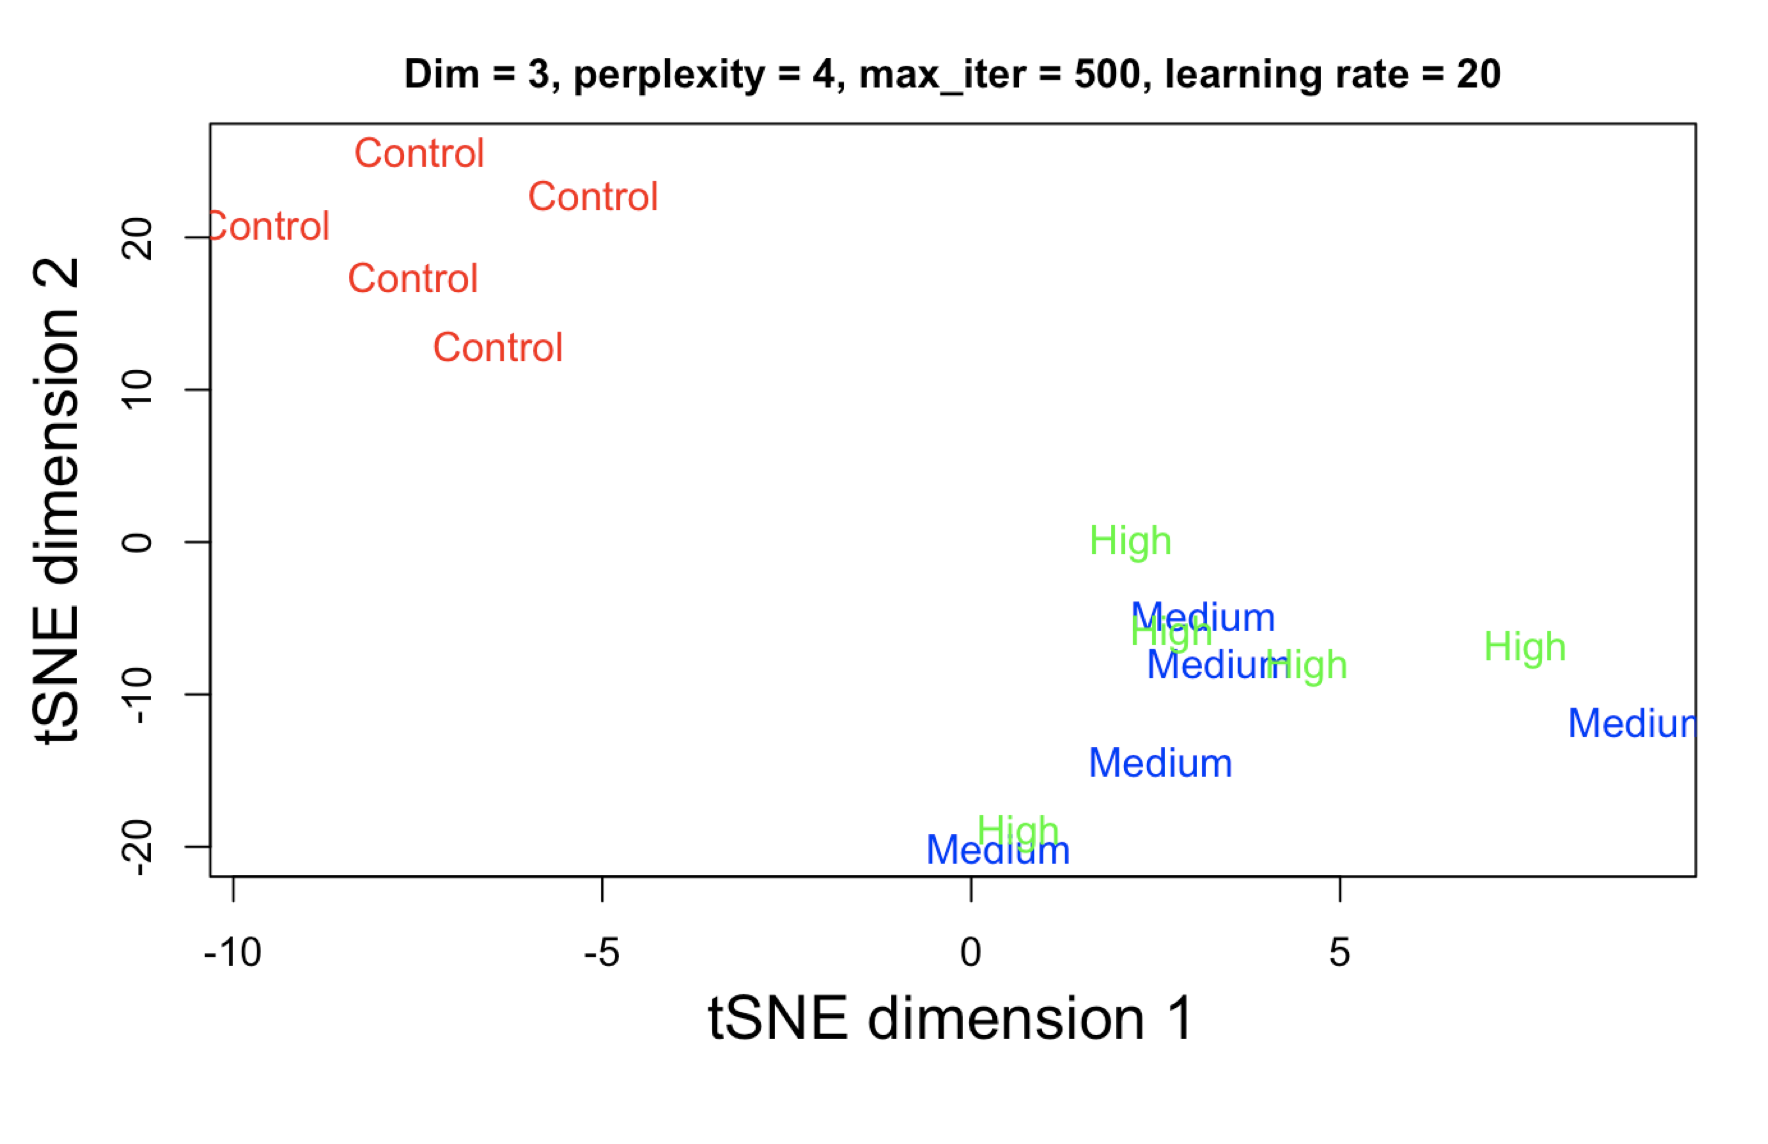 Dim = 3, perplexity = 4, max_iter = 500, learning rate = 20
Control
Control
Control
Control
Control
High
Medium
High
Medium
High
High
Medium
Medium
High
Medium
20
10
0
-10
-20
tSNE dimension 2
-10
-5
0
5
tSNE dimension 1